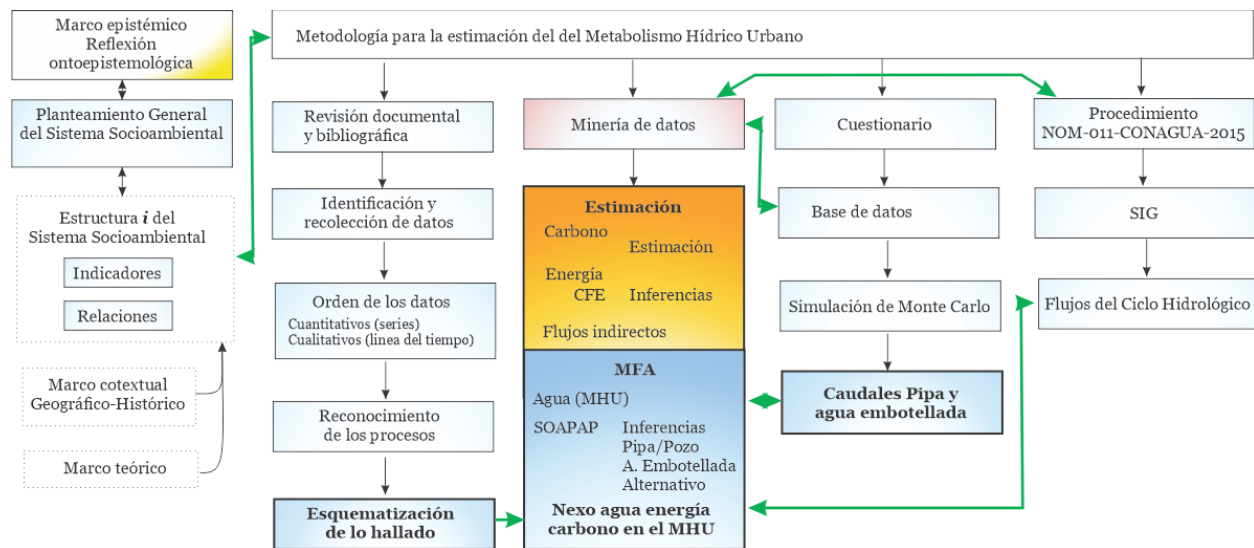 Marco epistémico
Reflexión
ontoepistemológica
Planteamiento General
del Sistema Socioambiental
Estructura i del
Sistema Socioambiental
Indicadores
Relaciones
Marco cotextual
Geográfico-Histórico
Marco teórico
Metodología para la estimación del del Metabolismo Hídrico Urbano
Revisión documental
y bibliográfica
Identificación y
recolección de datos
Orden de los datos
Cuantitativos (series)
Cualitativos (linea del tiempo)
Reconocimiento
de los procesos
Esquematización
de lo hallado
Minería de datos
Estimación
Carbono
Estimación
Energía
CFE Inferencias
Flujos indirectos
MFA
Agua (MHU)
SOAPAP Inferencias
Pipa/Pozo
A. Embotellada
Alternativo
Nexo agua energía
carbono en el MHU
Cuestionario
Base de datos
Simulación de Monte Carlo
Caudales Pipa y
agua embotellada
Procedimiento
NOM-011-CONAGUA-2015
SIG
Flujos del Ciclo Hidrológico